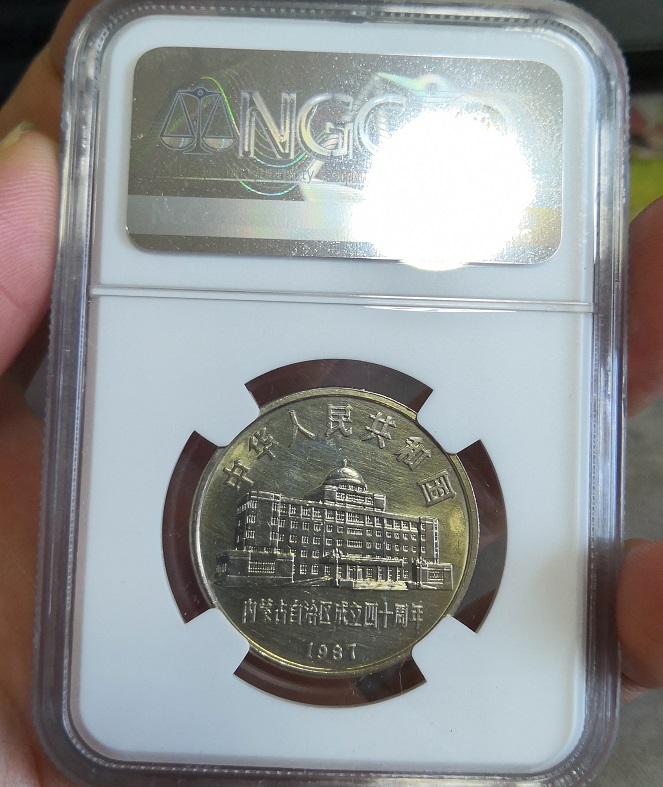 NGC
中华人民共和国
内蒙古自治区成立四十周年
1987